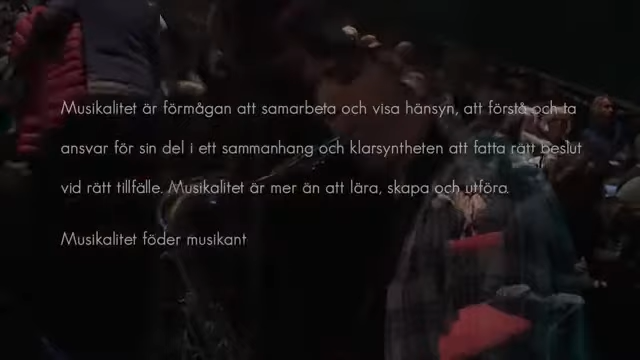 Musikalitet är förmågan att samarbeta och visa hänsyn, att förstå och ta
ansvar för sin del i ett sammanhang och klarsyntheten att fatta rätt beslut
vid rätt tillfälle. Musikalitet är mer än att lära, skapa och utföra.
Musikalitet föder musikant